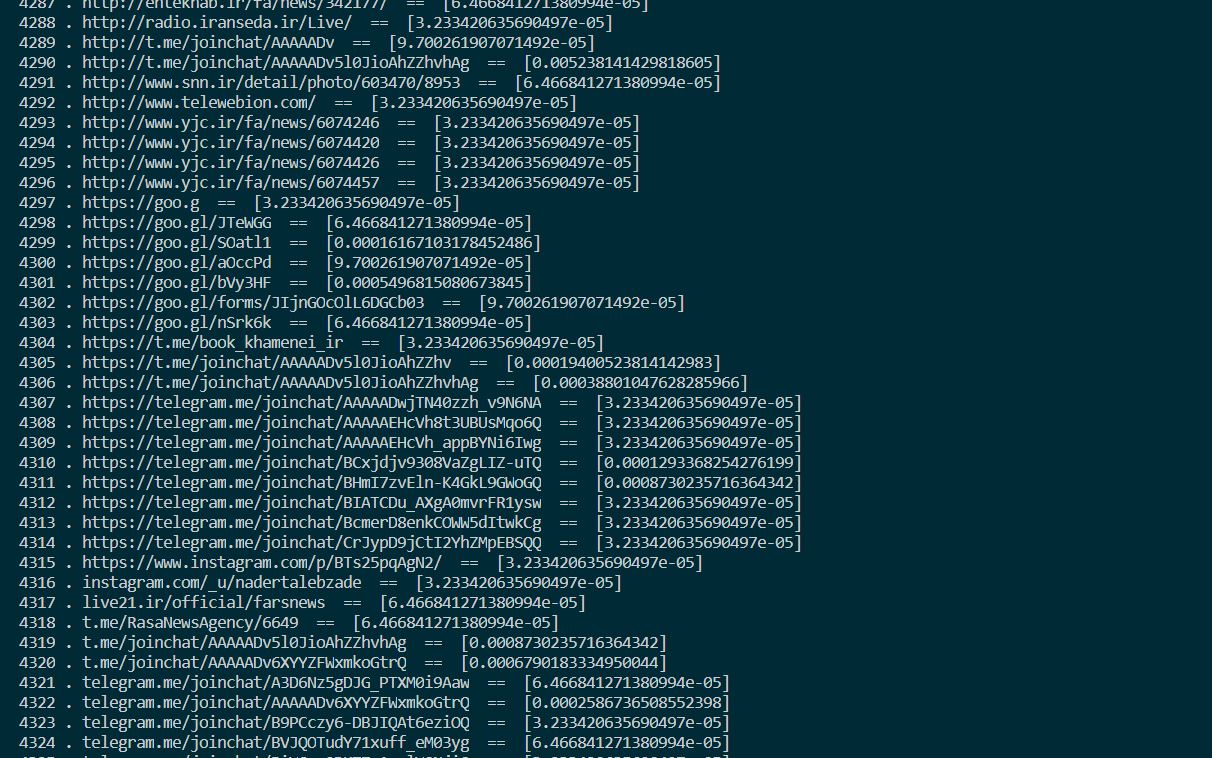 4287 . http://entekhab.ir/fa/news/342177/  ==  [6.466841271380994e-05]
4288 . http://radio.iranseda.ir/Live/  ==  [3.233420635690497e-05]
4289 . http://t.me/joinchat/AAAAADv  ==  [9.700261907071492e-05]
4290 . http://t.me/joinchat/AAAAADv5l0JioAhZZhvhAg  ==  [0.005238141429818605]
4291 . http://www.snn.ir/detail/photo/603470/8953  ==  [6.466841271380994e-05]
4292 . http://www.telewebion.com/  ==  [3.233420635690497e-05]
4293 . http://www.yjc.ir/fa/news/6074246  ==  [3.233420635690497e-05]
4294 . http://www.yjc.ir/fa/news/6074420  ==  [3.233420635690497e-05]
4295 . http://www.yjc.ir/fa/news/6074426  ==  [3.233420635690497e-05]
4296 . http://www.yjc.ir/fa/news/6074457  ==  [3.233420635690497e-05]
4297 . https://goo.g  ==  [3.233420635690497e-05]
4298 . https://goo.gl/JTeWGG  ==  [6.466841271380994e-05]
4299 . https://goo.gl/SOatl1  ==  [0.00016167103178452486]
4300 . https://goo.gl/aOccPd  ==  [9.700261907071492e-05]
4301 . https://goo.gl/bVy3HF  ==  [0.0005496815080673845]
4302 . https://goo.gl/forms/JIjnGOcOlL6DGCb03  ==  [9.700261907071492e-05]
4303 . https://goo.gl/nSrk6k  ==  [6.466841271380994e-05]
4304 . https://t.me/book_khamenei_ir  ==  [3.233420635690497e-05]
4305 . https://t.me/joinchat/AAAAADv5l0JioAhZZhv  ==  [0.00019400523814142983]
4306 . https://t.me/joinchat/AAAAADv5l0JioAhZZhvhAg  ==  [0.00038801047628285966]
4307 . https://telegram.me/joinchat/AAAAADwjTN40zzh_v9N6NA  ==  [3.233420635690497e-05]
4308 . https://telegram.me/joinchat/AAAAAEHcVh8t3UBUsMqo6Q  ==  [3.233420635690497e-05]
4309 . https://telegram.me/joinchat/AAAAAEHcVh_appBYNi6Iwg  ==  [3.233420635690497e-05]
4310 . https://telegram.me/joinchat/BCxjdjv9308VaZgLIZ-uTQ  ==  [0.0001293368254276199]
4311 . https://telegram.me/joinchat/BHmI7zvEln-K4GkL9GWoGQ  ==  [0.0008730235716364342]
4312 . https://telegram.me/joinchat/BIATCDu_AXgA0mvrFR1ysw  ==  [3.233420635690497e-05]
4313 . https://telegram.me/joinchat/BcmerD8enkCOWW5dItwkCg  ==  [3.233420635690497e-05]
4314 . https://telegram.me/joinchat/CrJypD9jCtI2YhZMpEBSQQ  ==  [3.233420635690497e-05]
4315 . https://www.instagram.com/p/BTs25pqAgN2/  ==  [3.233420635690497e-05]
4316 . instagram.com/_u/nadertalebzade  ==  [3.233420635690497e-05]
4317 . live21.ir/official/farsnews  ==  [6.466841271380994e-05]
4318 . t.me/RasaNewsAgency/6649  ==  [6.466841271380994e-05]
4319 . t.me/joinchat/AAAAADv5l0JioAhZZhvhAg  ==  [0.0008730235716364342]
4320 . t.me/joinchat/AAAAADv6XYYZFWxmkoGtrQ  ==  [0.0006790183334950044]
4321 . telegram.me/joinchat/A3D6Nz5gDJG_PTXM0i9Aaw  ==  [6.466841271380994e-05]
4322 . telegram.me/joinchat/AAAAADv6XYYZFWxmkoGtrQ  ==  [0.0002586736508552398]
4323 . telegram.me/joinchat/B9PCczy6-DBJIQAt6eziOQ  ==  [3.233420635690497e-05]
4324 . telegram.me/joinchat/BVJQOTudY71xuff_eM03yg  ==  [6.466841271380994e-05]